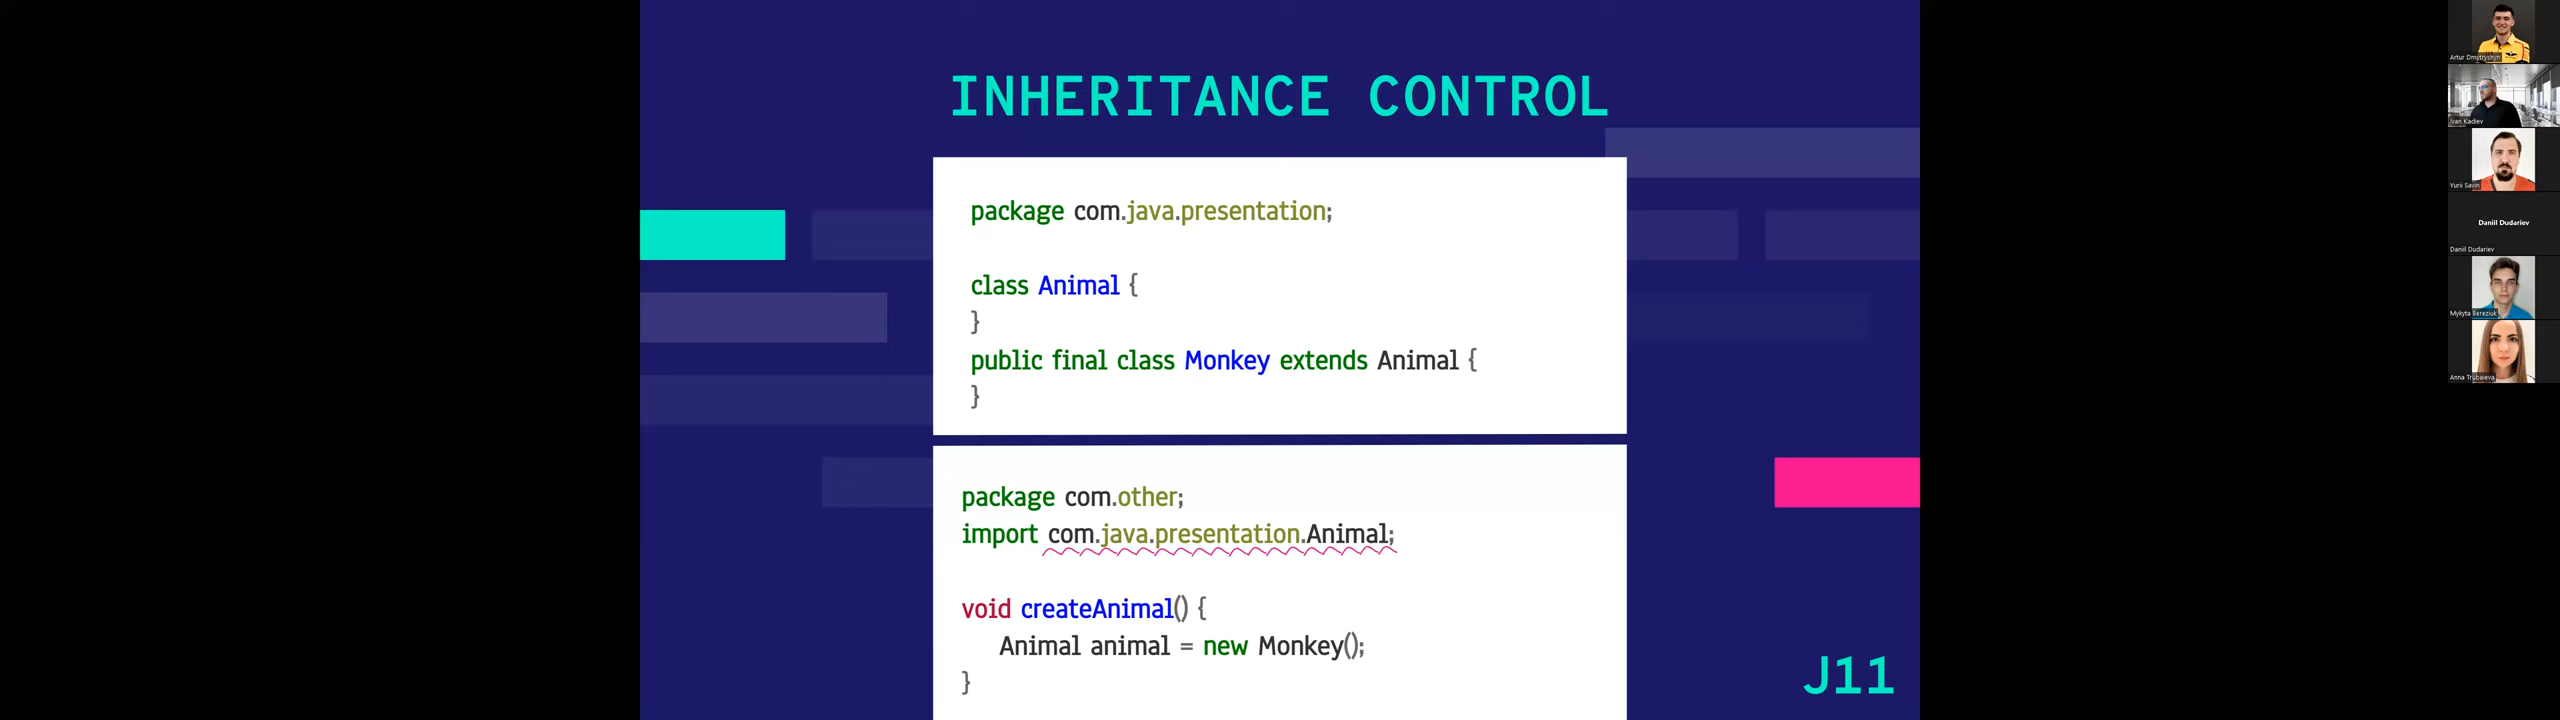 INHERITANCE CONTROL
package com.java.presentation;
class Animal {
}
public final class Monkey extends Animal {
}
package com.other;
import com.java.presentation.Animal;
void createAnimal() {
Animal animal = new Monkey();
}
J11
Artur Dmytryshyn
Ivan Kadiev
Yurii Savin
Daniil Dudariev
Daniil Dudariev
Mykyta Bereziuk
Anna Trubaieva